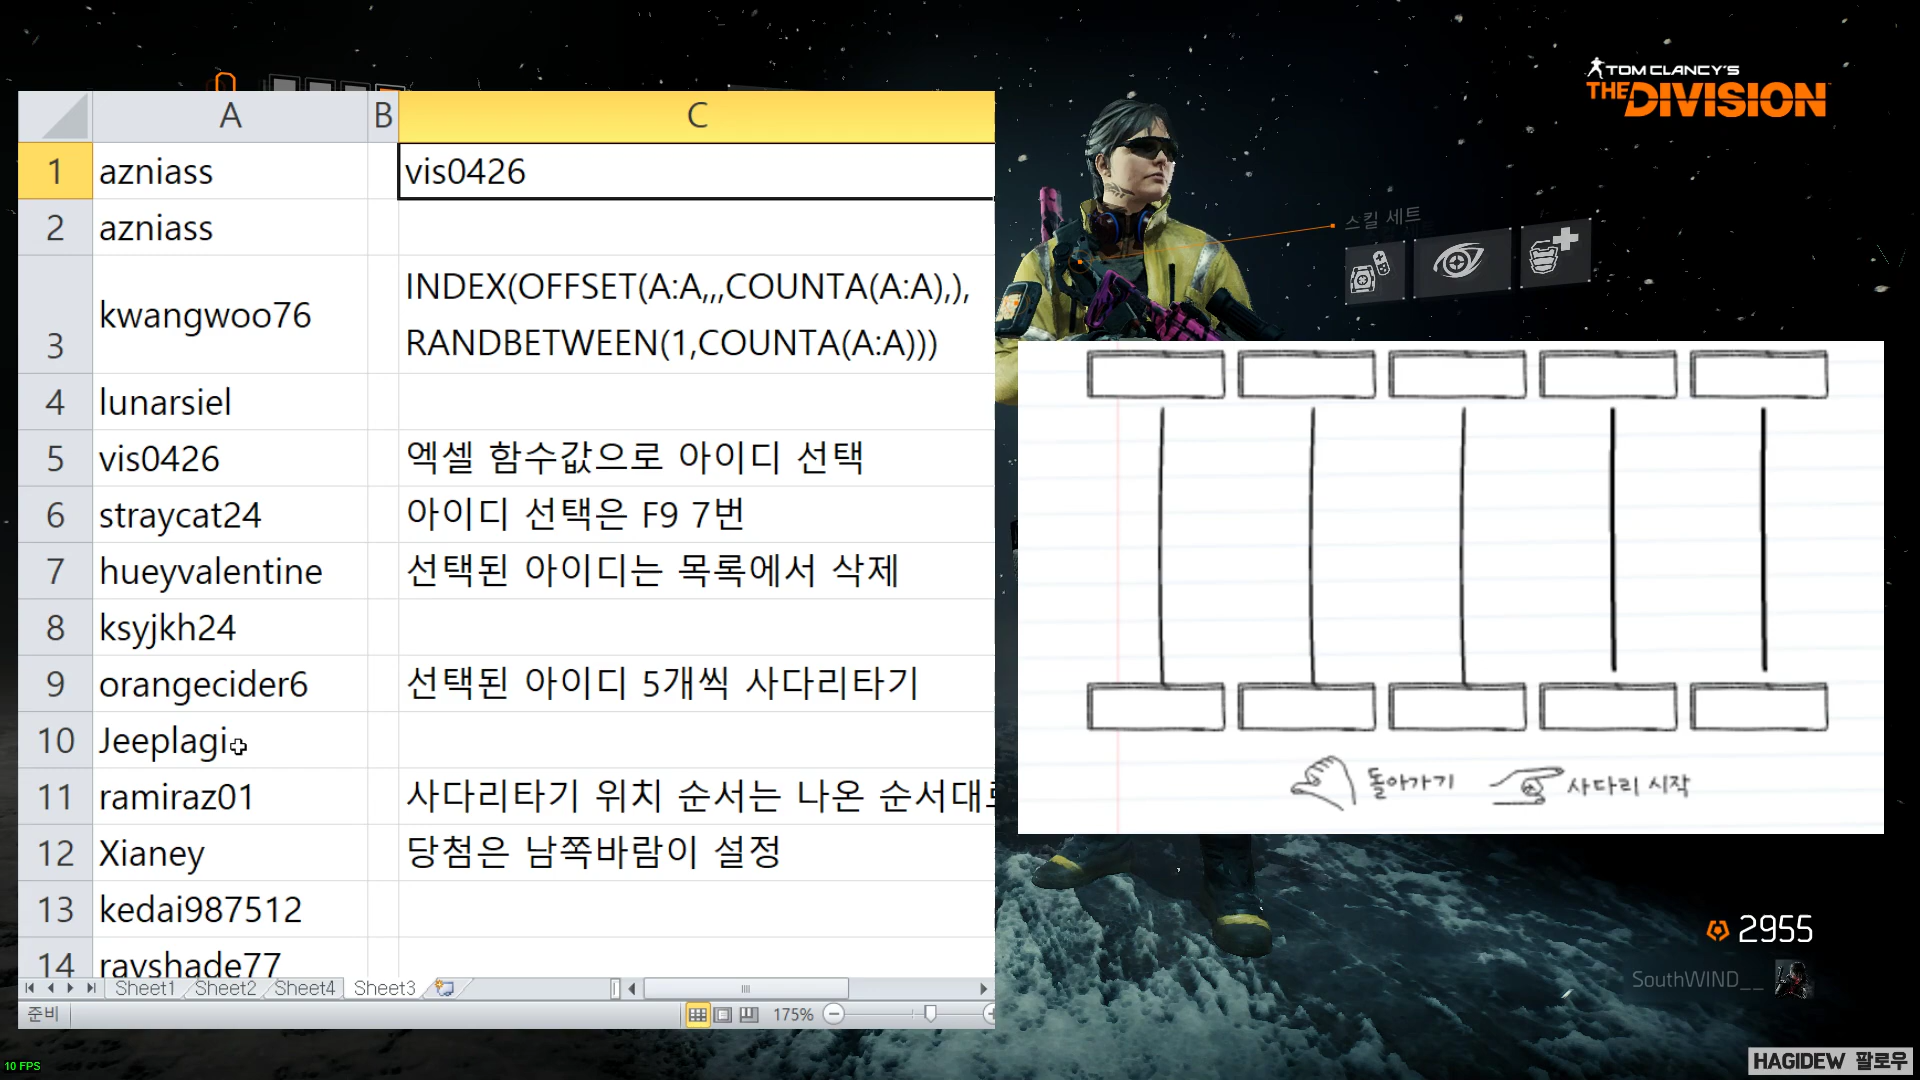 TOM CLANCY'S
THE DIVISION
스킬 세트
A B C
1 azniass vis0426
2 azniass
3 kwangwoo76 INDEX(OFFSET(A:A,,,COUNTA(A:A),),
RANDBETWEEN(1,COUNTA(A:A)))
4 lunarsiel
5 vis0426 엑셀 함수값으로 아이디 선택
6 straycat24 아이디 선택은 F9 7번
7 hueyvalentine 선택된 아이디는 목록에서 삭제
8 ksyjkh24
9 orangecider6 선택된 아이디 5개씩 사다리타기
10 Jeeplagi
11 ramiraz01 사다리타기 위치 순서는 나온 순서대로
12 Xianey 당첨은 남쪽바람이 설정
13 kedai987512
14 rayshade77
Sheet1 Sheet2 Sheet4 Sheet3
준비 175%
돌아가기 사다리 시작
2955
SouthWIND__
10 FPS
HAGIDEW 팔로우